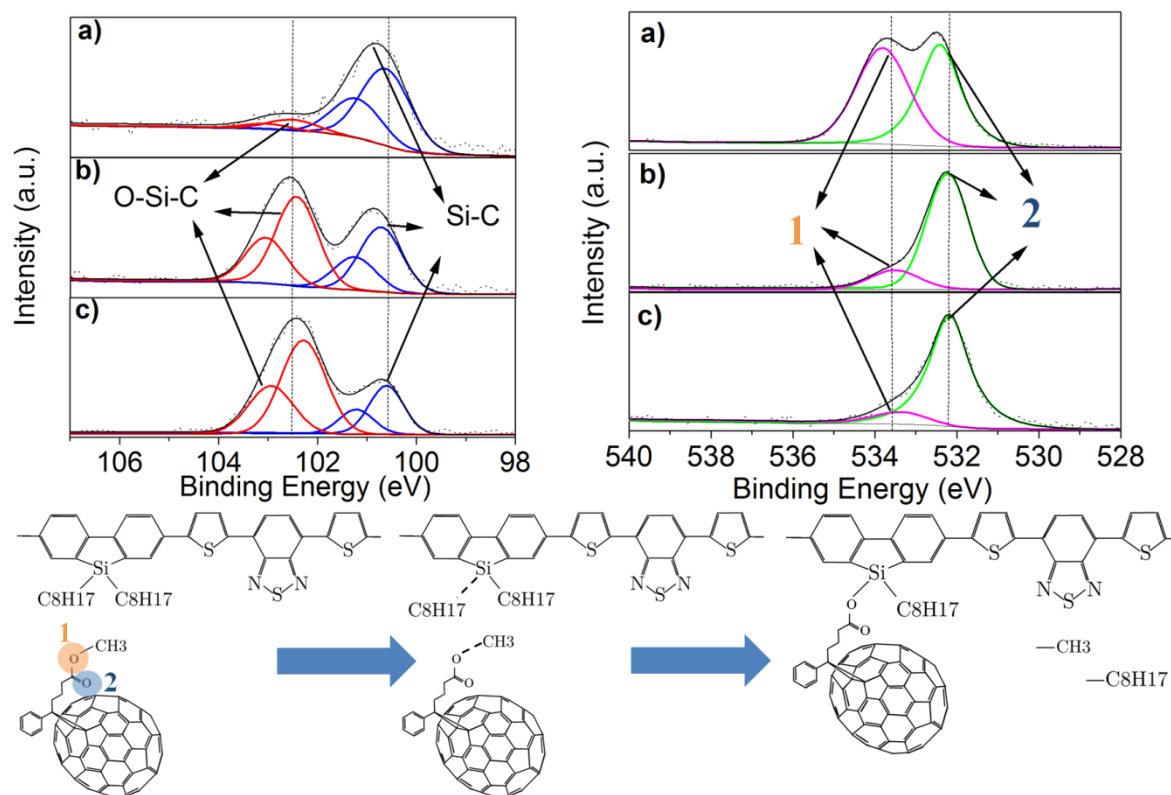 a)
b)
c)
O-Si-C
Si-C
Intensity (a.u.)
106 104 102 100 98
Binding Energy (eV)
a)
b)
c)
1
2
Intensity (a.u.)
540 538 536 534 532 530 528
Binding Energy (eV)
S
Si
N N
S
C8H17 C8H17
S
1
O
CH3
O
2
S
Si
N N
S
C8H17 C8H17
S
O
CH3
O
S
Si
N N
S
O
C8H17
S
O
CH3
C8H17